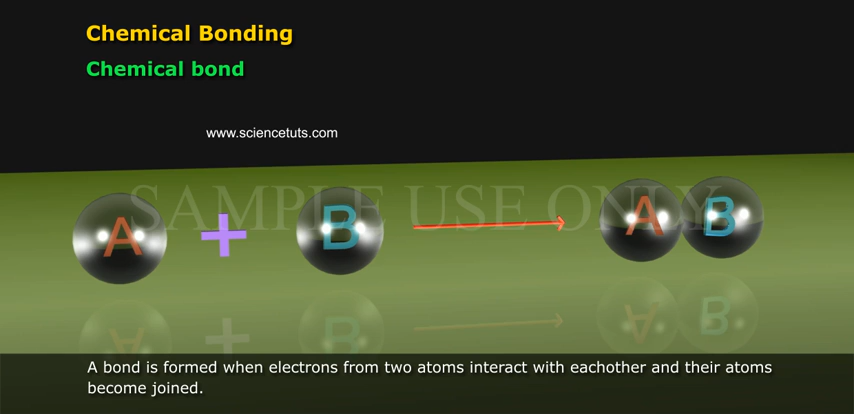 Chemical Bonding
Chemical bond
www.sciencetuts.com
SAMPLE USE ONLY
A + B A B
A bond is formed when electrons from two atoms interact with eachother and their atoms
become joined.